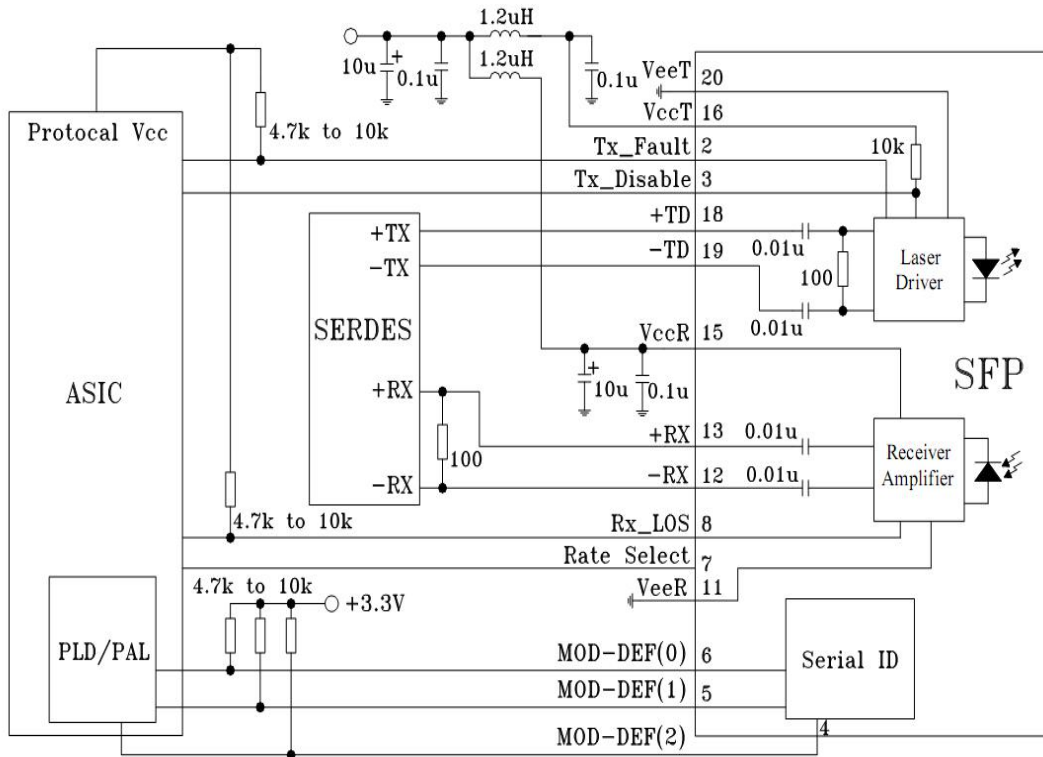 1.2uH
10u
+
0.1u
1.2uH
0.1u
VeeT 20
VccT 16
Protocal Vcc
4.7k to 10k
Tx_Fault 2
10k
Tx_Disable 3
+TD 18
+TX
-TD 19
0.01u
-TX
100
Laser
Driver
SERDES
0.01u
VccR 15
+
10u
0.1u
SFP
ASIC
+RX
+RX 13
0.01u
100
Receiver
Amplifier
-RX
-RX 12
0.01u
4.7k to 10k
Rx_LOS 8
Rate Select 7
4.7k to 10k
VeeR 11
+3.3V
PLD/PAL
MOD-DEF(0) 6
Serial ID
MOD-DEF(1) 5
MOD-DEF(2)
4